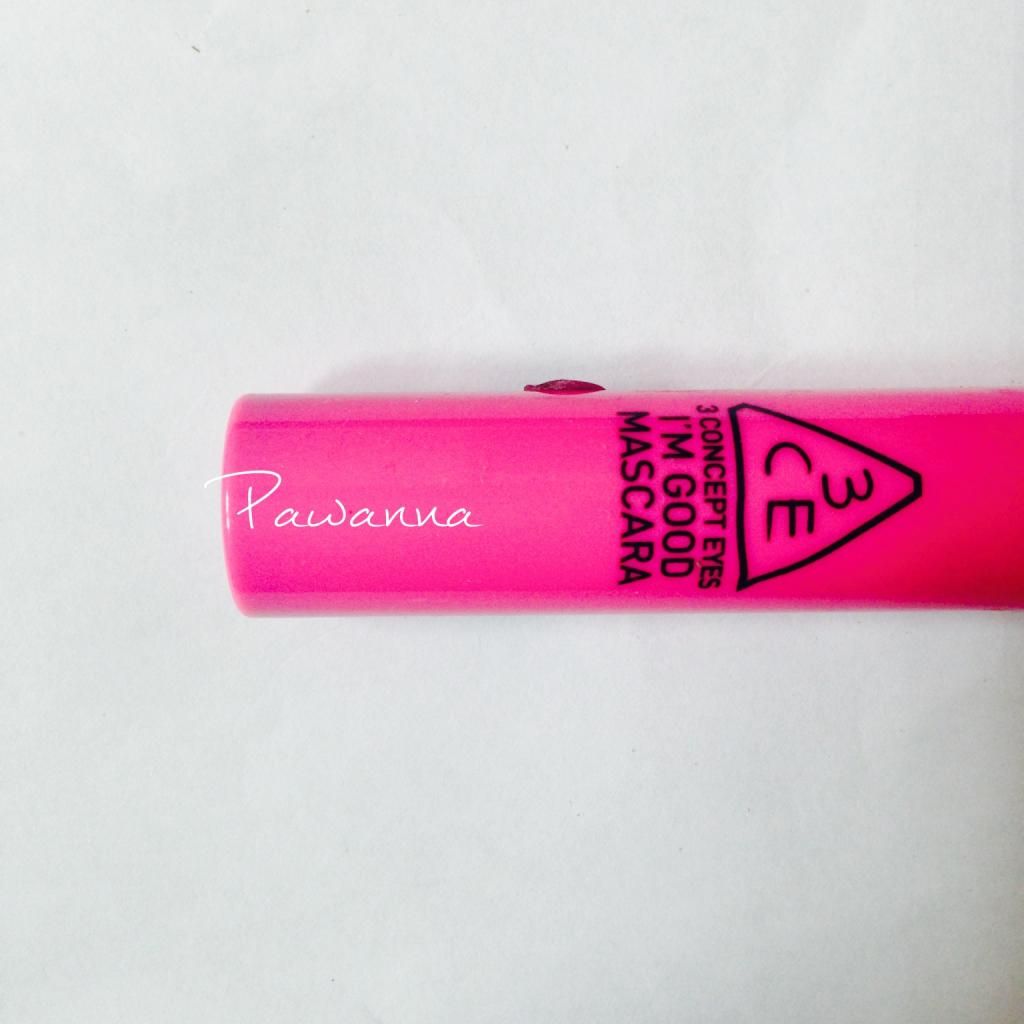 Pawanna
3
CE
3 CONCEPT EYES
I'M GOOD
MASCARA